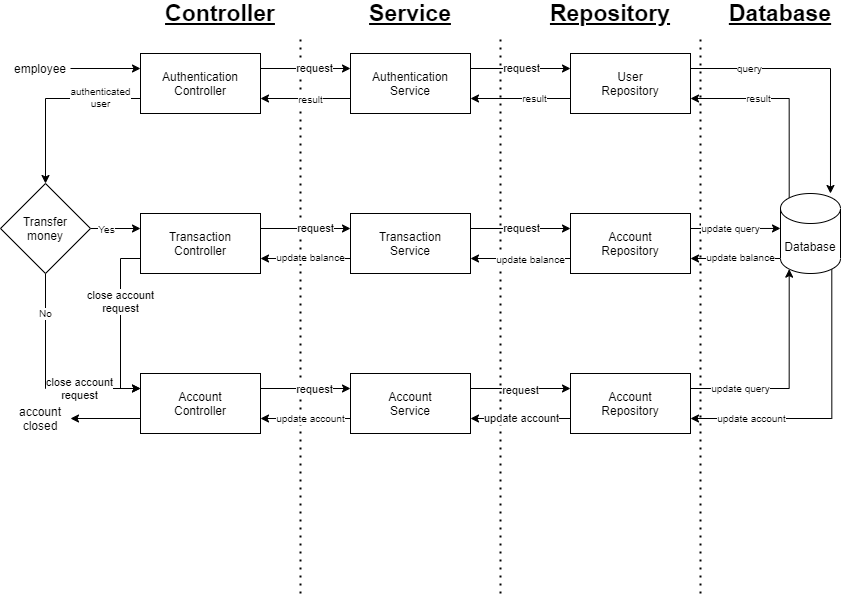 Controller
Service
Repository
Database
employee
Authentication
Controller
request
Authentication
Service
request
User
Repository
query
authenticated
user
result
result
result
Transfer
money
Yes
Transaction
Controller
request
Transaction
Service
request
Account
Repository
update query
Database
update balance
update balance
update balance
close account
request
No
close account
request
Account
Controller
request
Account
Service
request
Account
Repository
update query
account
closed
update account
update account
update account